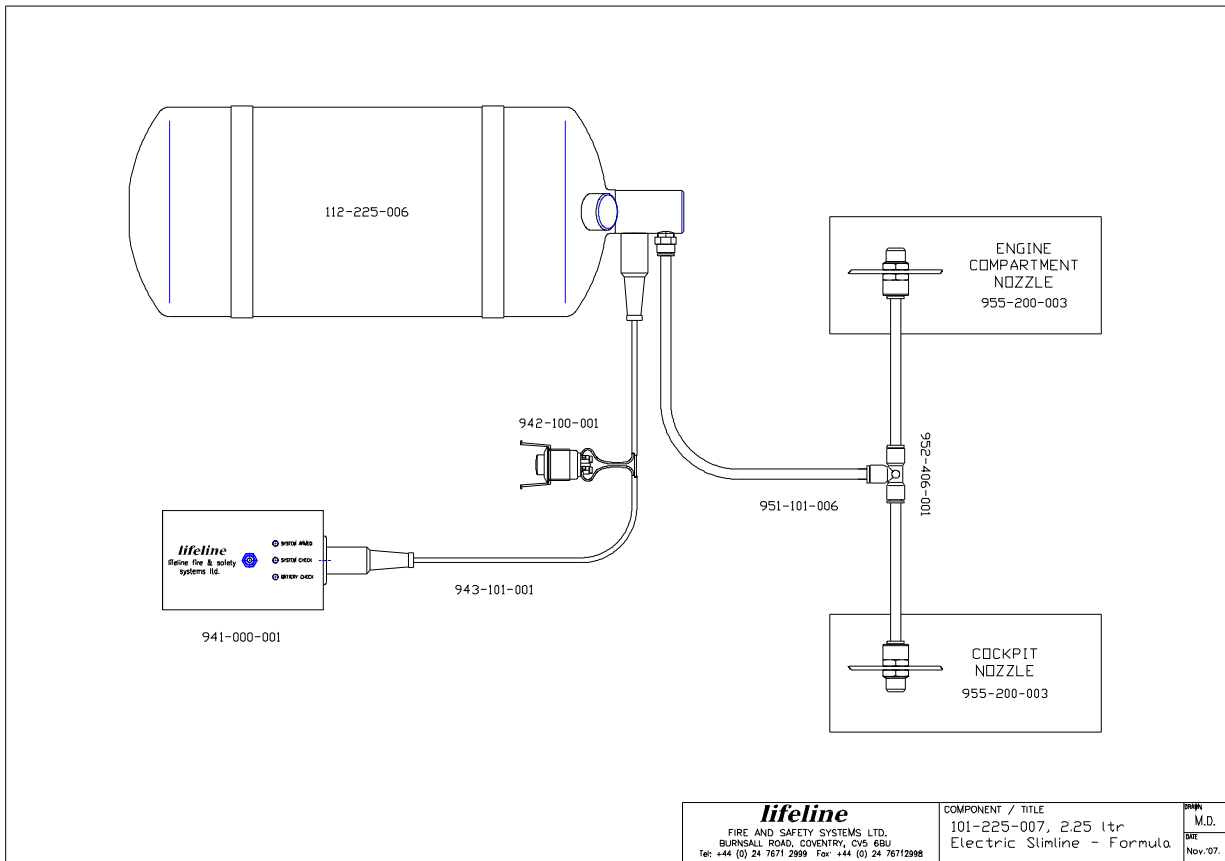 112-225-006
ENGINE
COMPARTMENT
NOZZLE
955-200-003
942-100-001
952-406-001
951-101-006
lifeline
lifeline fire & safety
systems ltd.
SYSTEM ARMED
SYSTEM CHECK
BATTERY CHECK
943-101-001
941-000-001
COCKPIT
NOZZLE
955-200-003
lifeline
FIRE AND SAFETY SYSTEMS LTD.
BURNSALL ROAD, COVENTRY, CV5 6BU
Tel: +44 (0) 24 7671 2999 Fax: +44 (0) 24 76712998
COMPONENT / TITLE
101-225-007, 2.25 ltr
Electric Slimline - Formula
DRAWN
M.D.
DATE
Nov.'07.